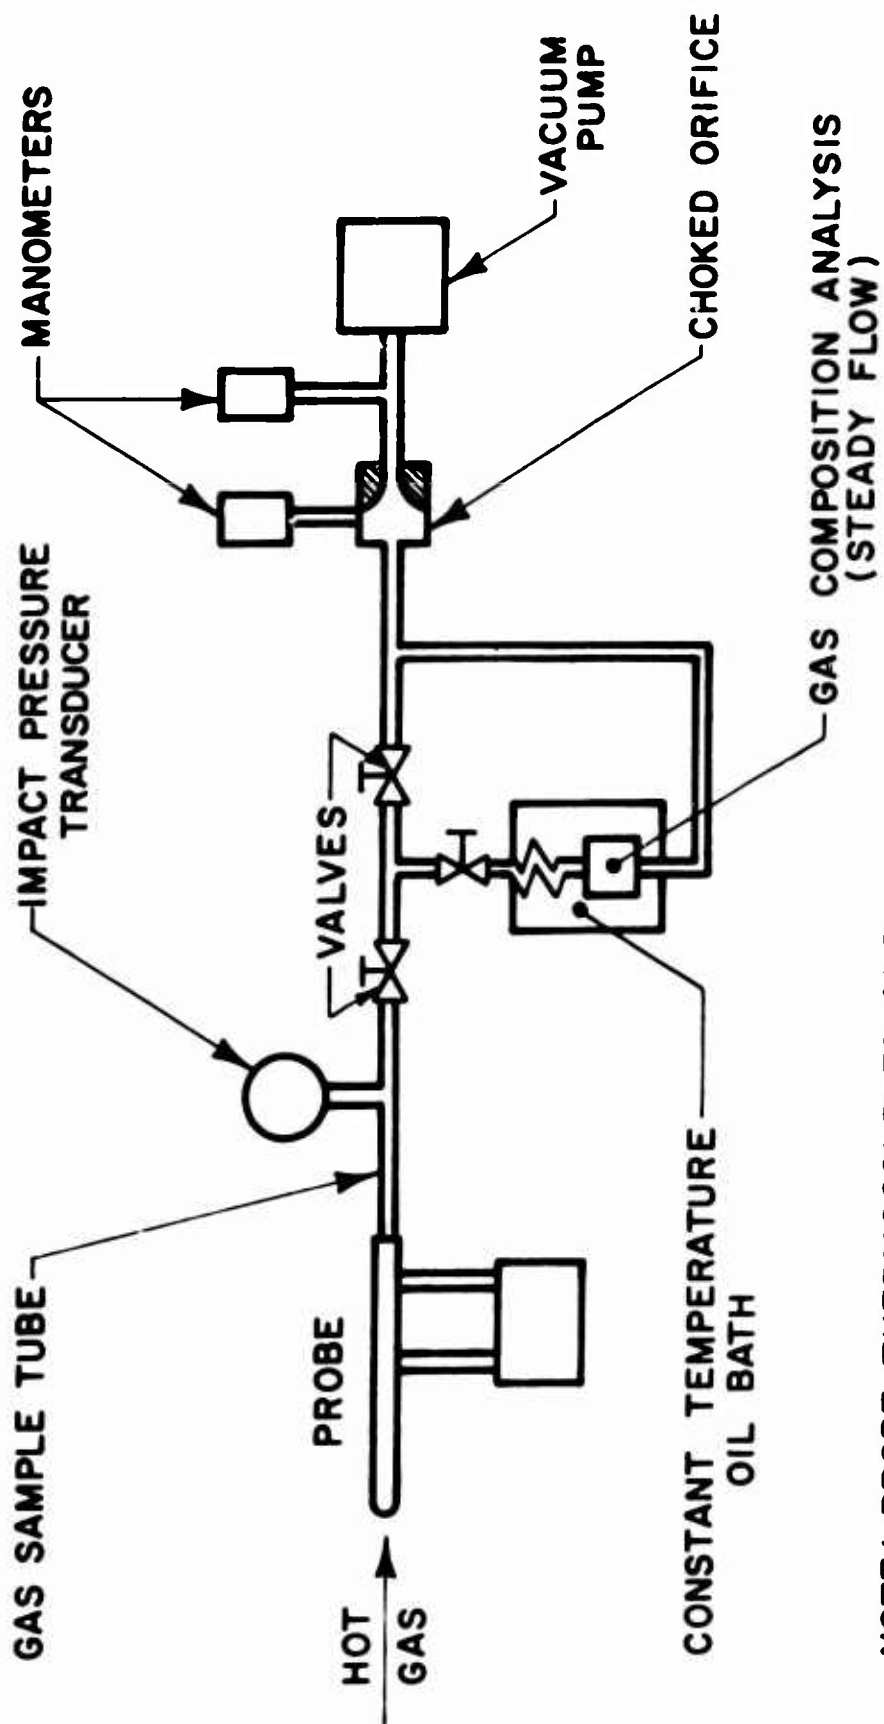 GAS SAMPLE TUBE
IMPACT PRESSURE
TRANSDUCER
MANOMETERS
VALVES
PROBE
HOT
GAS
VACUUM
PUMP
CHOKED ORIFICE
CONSTANT TEMPERATURE
OIL BATH
GAS COMPOSITION ANALYSIS
(STEADY FLOW)